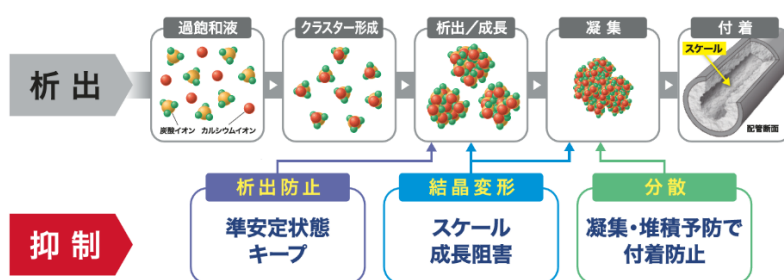 過飽和液
クラスター形成
析出／成長
凝集
付着
析出
炭酸イオン
カルシウムイオン
スケール
配管断面
析出防止
結晶変形
分散
抑制
準安定状態
キープ
スケール
成長阻害
凝集・堆積予防で
付着防止